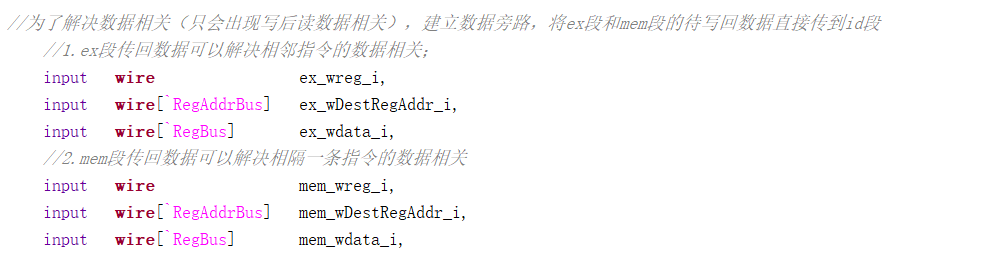 //为了解决数据相关（只会出现写后读数据相关），建立数据旁路，将ex段和mem段的待写回数据直接传到id段
//1.ex段传回数据可以解决相邻指令的数据相关；
input wire ex_wreg_i,
input wire[`RegAddrBus] ex_wDestRegAddr_i,
input wire[`RegBus] ex_wdata_i,
//2.mem段传回数据可以解决相隔一条指令的数据相关
input wire mem_wreg_i,
input wire[`RegAddrBus] mem_wDestRegAddr_i,
input wire[`RegBus] mem_wdata_i,